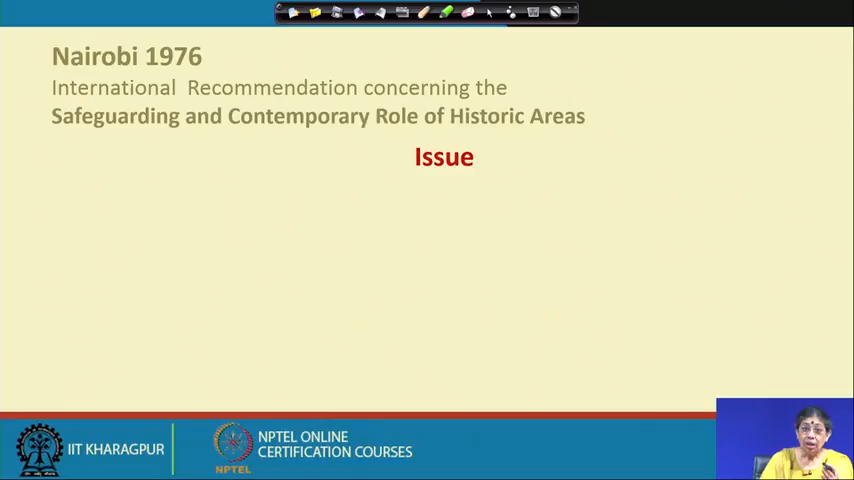 Nairobi 1976
International Recommendation concerning the
Safeguarding and Contemporary Role of Historic Areas
Issue
IIT KHARAGPUR
NPTEL
NPTEL ONLINE
CERTIFICATION COURSES